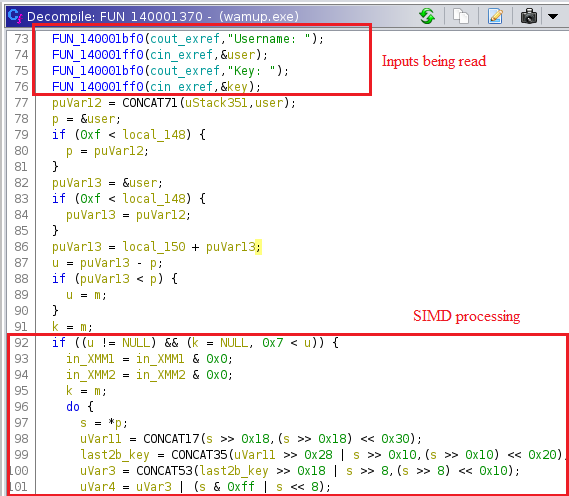 Decompile: FUN_140001370 - (wamup.exe)
73 FUN_140001bf0(cout_exref,"Username: ");
74 FUN_140001ff0(cin_exref,&user);
75 FUN_140001bf0(cout_exref,"Key: ");
76 FUN_140001ff0(cin_exref,&key);
Inputs being read
77 puVar12 = CONCAT71(uStack351,user);
78 p = &user;
79 if (0xf < local_148) {
80 p = puVar12;
81 }
82 puVar13 = &user;
83 if (0xf < local_148) {
84 puVar13 = puVar12;
85 }
86 puVar13 = local_150 + puVar13;
87 u = puVar13 - p;
88 if (puVar13 < p) {
89 u = m;
90 }
91 k = m;
SIMD processing
92 if ((u != NULL) && (k = NULL, 0x7 < u)) {
93 in_XMM1 = in_XMM1 & 0x0;
94 in_XMM2 = in_XMM2 & 0x0;
95 k = m;
96 do {
97 s = *p;
98 uVar11 = CONCAT17(s >> 0x18,(s >> 0x18) << 0x30);
99 last2b_key = CONCAT35(uVar11 >> 0x28 | s >> 0x10,(s >> 0x10) << 0x20)
100 uVar3 = CONCAT53(last2b_key >> 0x18 | s >> 8,(s >> 8) << 0x10);
101 uVar4 = uVar3 | (s & 0xff | s << 8);